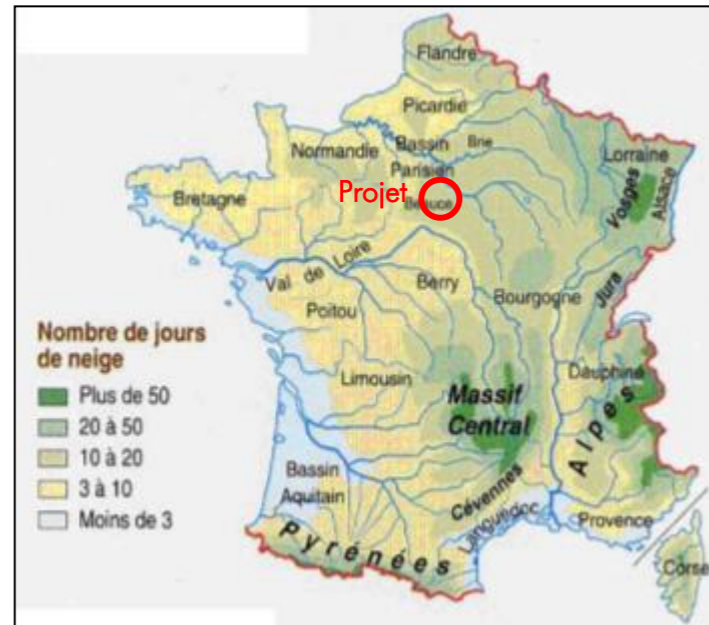 Flandre
Picardie
Normandie
Bassin
Parisien
Brie
Lorraine
Vosges
Alsace
Bretagne
Projet
Beauce
Val de Loire
Berry
Bourgogne
Jura
Poitou
Nombre de jours
de neige
Plus de 50
20 à 50
10 à 20
3 à 10
Moins de 3
Limousin
Massif
Central
Dauphiné
Alpes
Bassin
Aquitain
Cévennes
Languedoc
Provence
Pyrénées
Corse